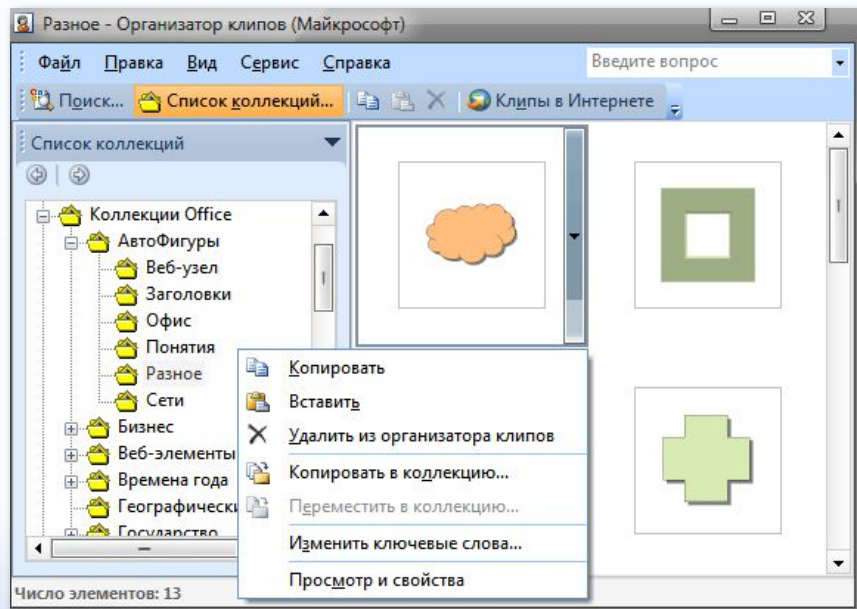 Разное - Организатор клипов (Майкрософт)
Файл Правка Вид Сервис Справка Введите вопрос
Поиск... Список коллекций... Клипы в Интернете
Список коллекций
Коллекции Office
АвтоФигуры
Веб-узел
Заголовки
Офис
Понятия
Разное
Сети
Бизнес
Веб-элементы
Времена года
Географически
Государство
Копировать
Вставить
Удалить из организатора клипов
Копировать в коллекцию...
Переместить в коллекцию...
Изменить ключевые слова...
Просмотр и свойства
Число элементов: 13